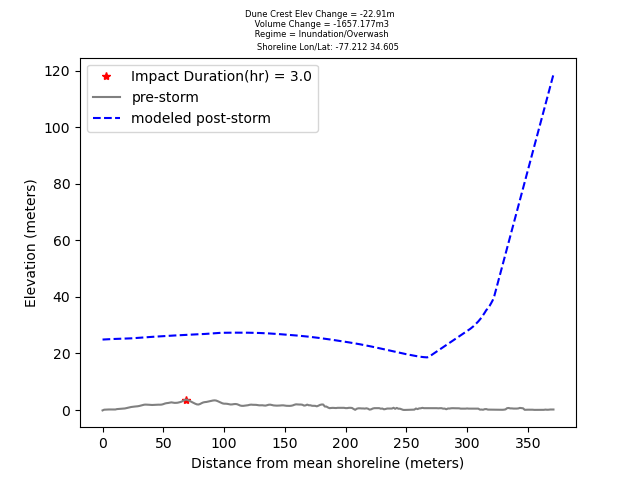 Dune Crest Elev Change = -22.91m
Volume Change = -1657.177m3
Regime = Inundation/Overwash
Shoreline Lon/Lat: -77.212 34.605
Impact Duration(hr) = 3.0
pre-storm
modeled post-storm
Elevation (meters)
120
100
80
60
40
20
0
0 50 100 150 200 250 300 350
Distance from mean shoreline (meters)